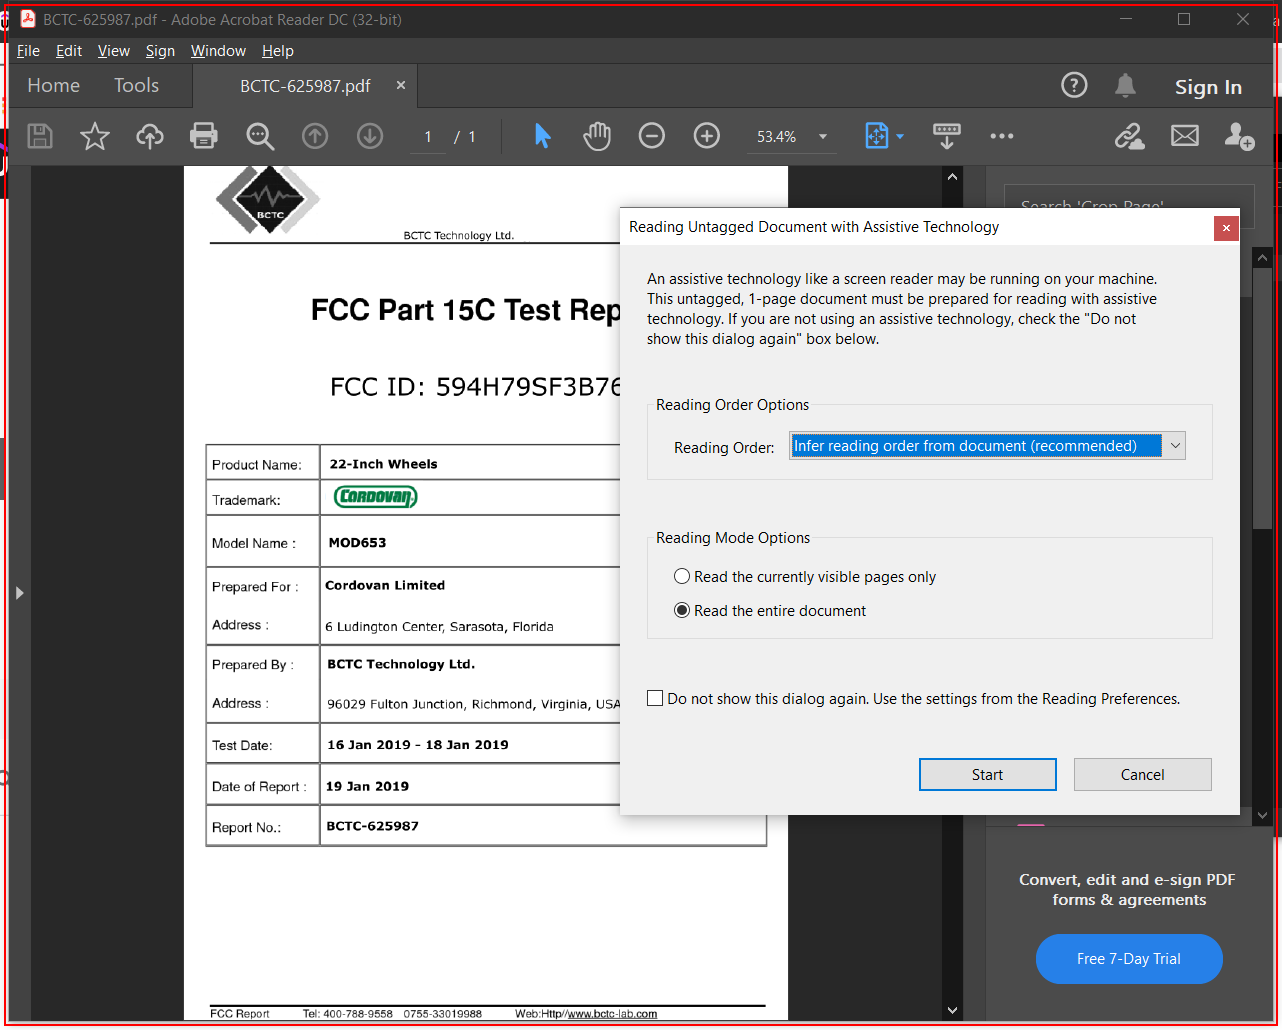 BCTC-625987.pdf - Adobe Acrobat Reader DC (32-bit)
File Edit View Sign Window Help
Home Tools BCTC-625987.pdf × Sign In
1 / 1 53.4%
BCTC
BCTC Technology Ltd.
FCC Part 15C Test Rep
FCC ID: 594H79SF3B76
Product Name: 22-Inch Wheels
Trademark: CORDOVAN
Model Name : MOD653
Prepared For : Cordovan Limited
Address : 6 Ludington Center, Sarasota, Florida
Prepared By : BCTC Technology Ltd.
Address : 96029 Fulton Junction, Richmond, Virginia, USA
Test Date: 16 Jan 2019 - 18 Jan 2019
Date of Report : 19 Jan 2019
Report No.: BCTC-625987
FCC Report Tel: 400-788-9558 0755-33019988 Web:Http//www.bctc-lab.com
Search 'Crop Page'
Reading Untagged Document with Assistive Technology
An assistive technology like a screen reader may be running on your machine.
This untagged, 1-page document must be prepared for reading with assistive
technology. If you are not using an assistive technology, check the "Do not
show this dialog again" box below.
Reading Order Options
Reading Order: Infer reading order from document (recommended)
Reading Mode Options
Read the currently visible pages only
Read the entire document
Do not show this dialog again. Use the settings from the Reading Preferences.
Start Cancel
Convert, edit and e-sign PDF
forms & agreements
Free 7-Day Trial